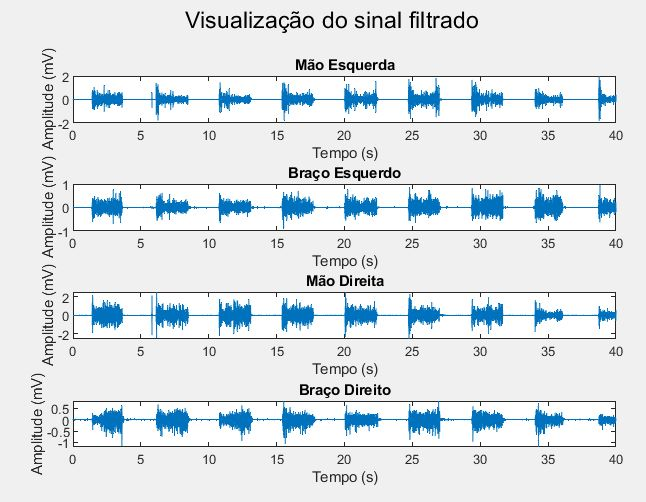 Visualização do sinal filtrado
Mão Esquerda
Amplitude (mV)
2
0
-2
0 5 10 15 20 25 30 35 40
Tempo (s)
Braço Esquerdo
Amplitude (mV)
1
0
-1
0 5 10 15 20 25 30 35 40
Tempo (s)
Mão Direita
Amplitude (mV)
2
0
-2
0 5 10 15 20 25 30 35 40
Tempo (s)
Braço Direito
Amplitude (mV)
0.5
0
-0.5
-1
0 5 10 15 20 25 30 35 40
Tempo (s)